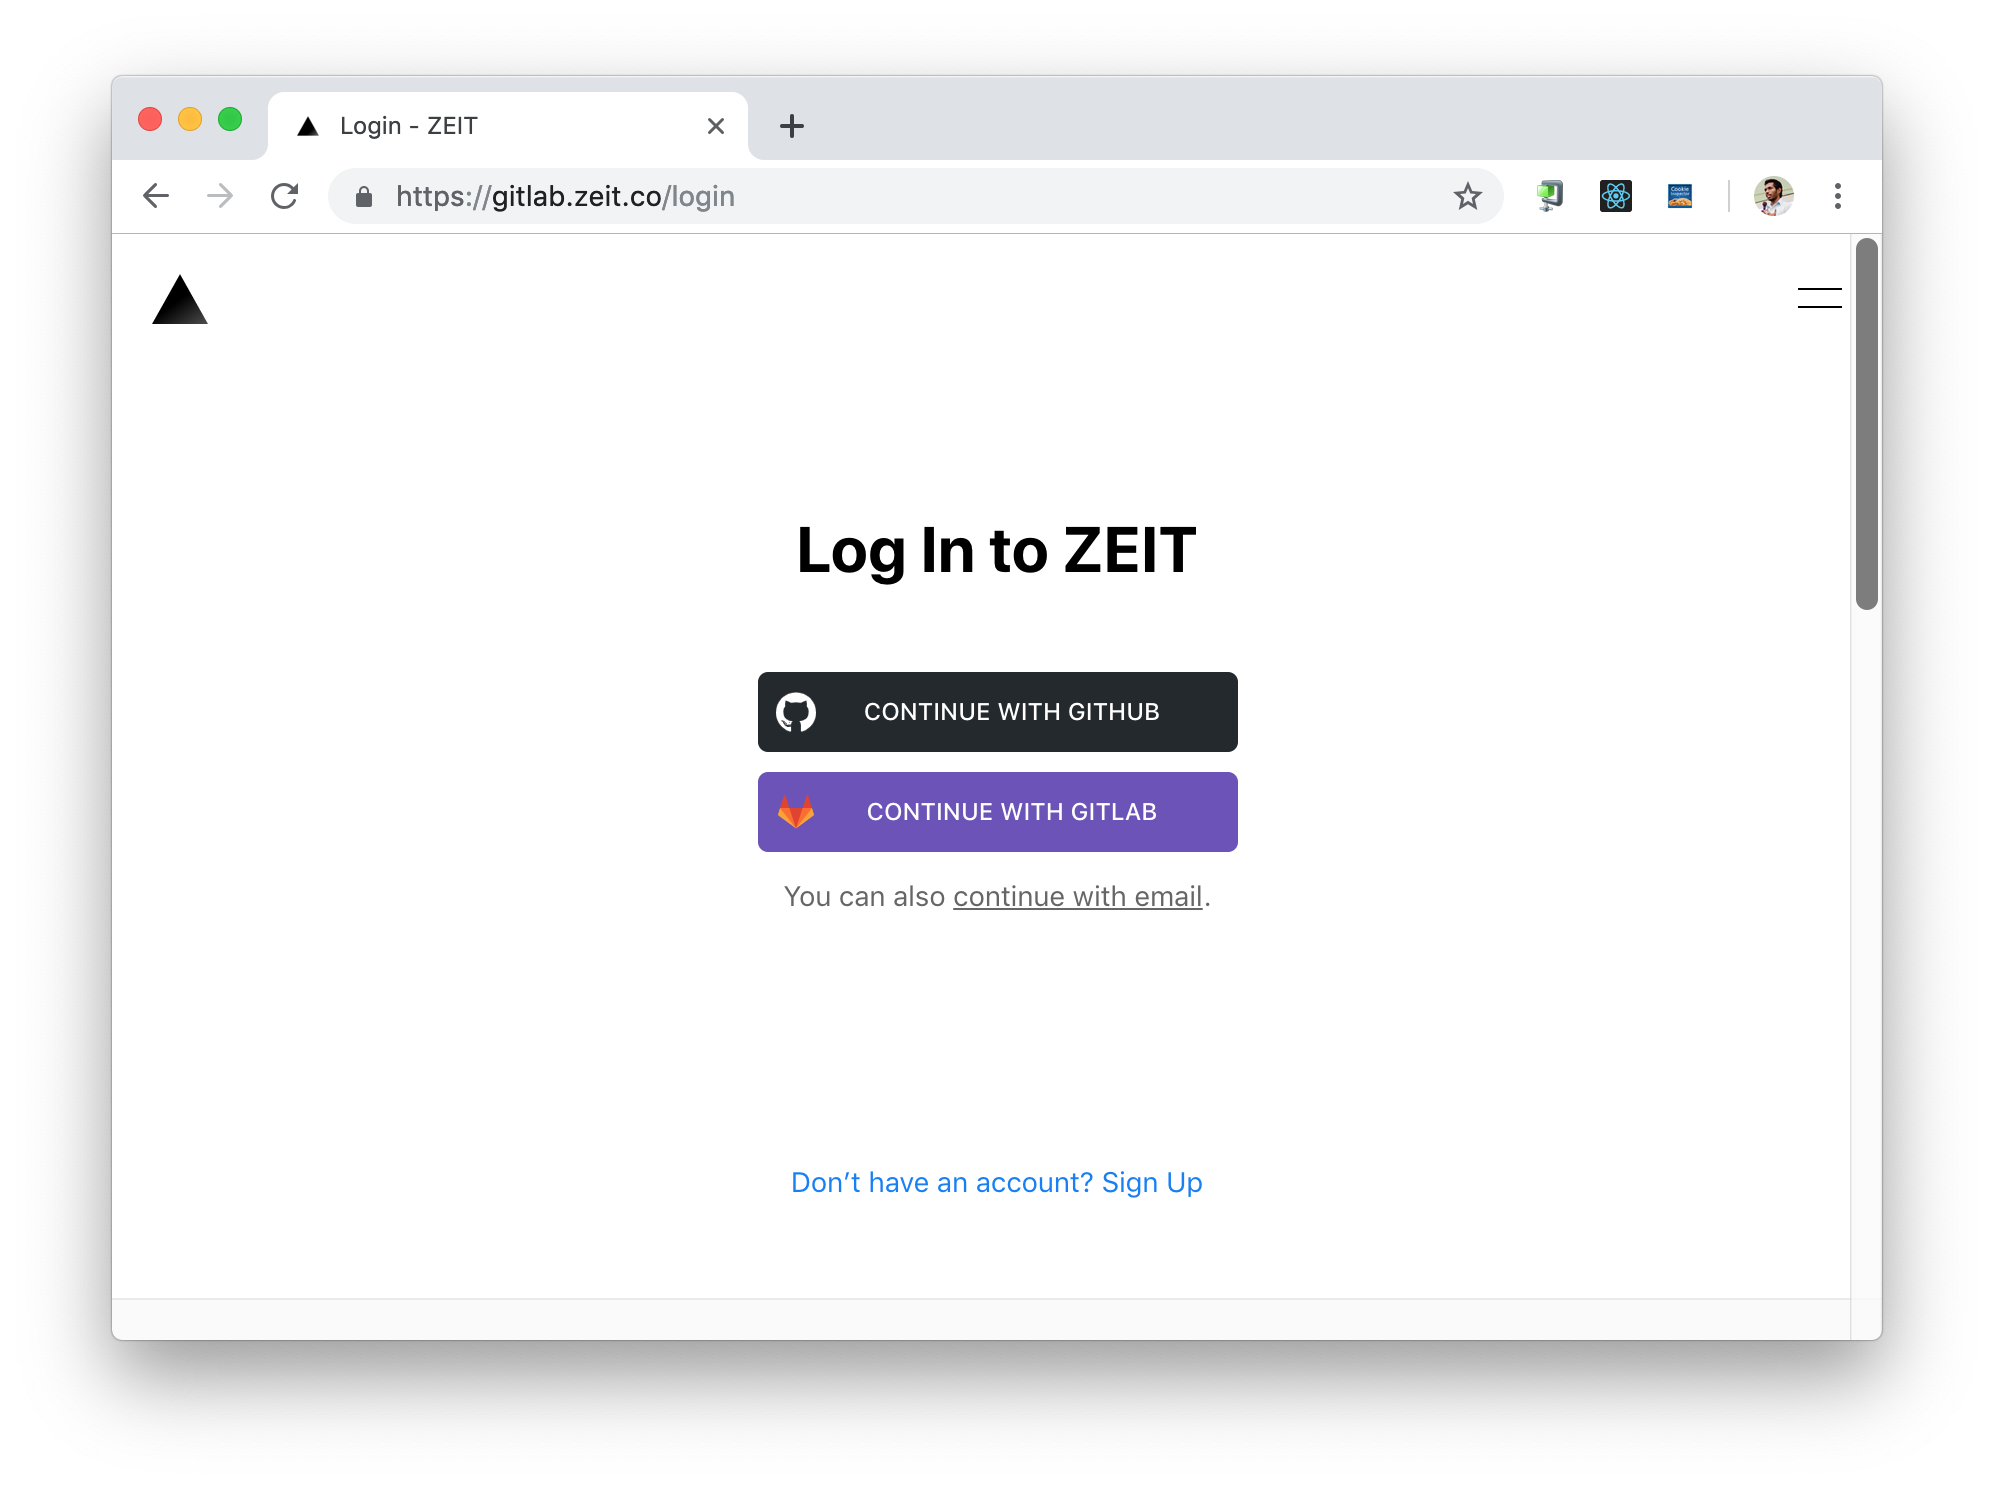 Login - ZEIT
https://gitlab.zeit.co/login
Cookie
Log In to ZEIT
CONTINUE WITH GITHUB
CONTINUE WITH GITLAB
You can also continue with email.
Don’t have an account? Sign Up